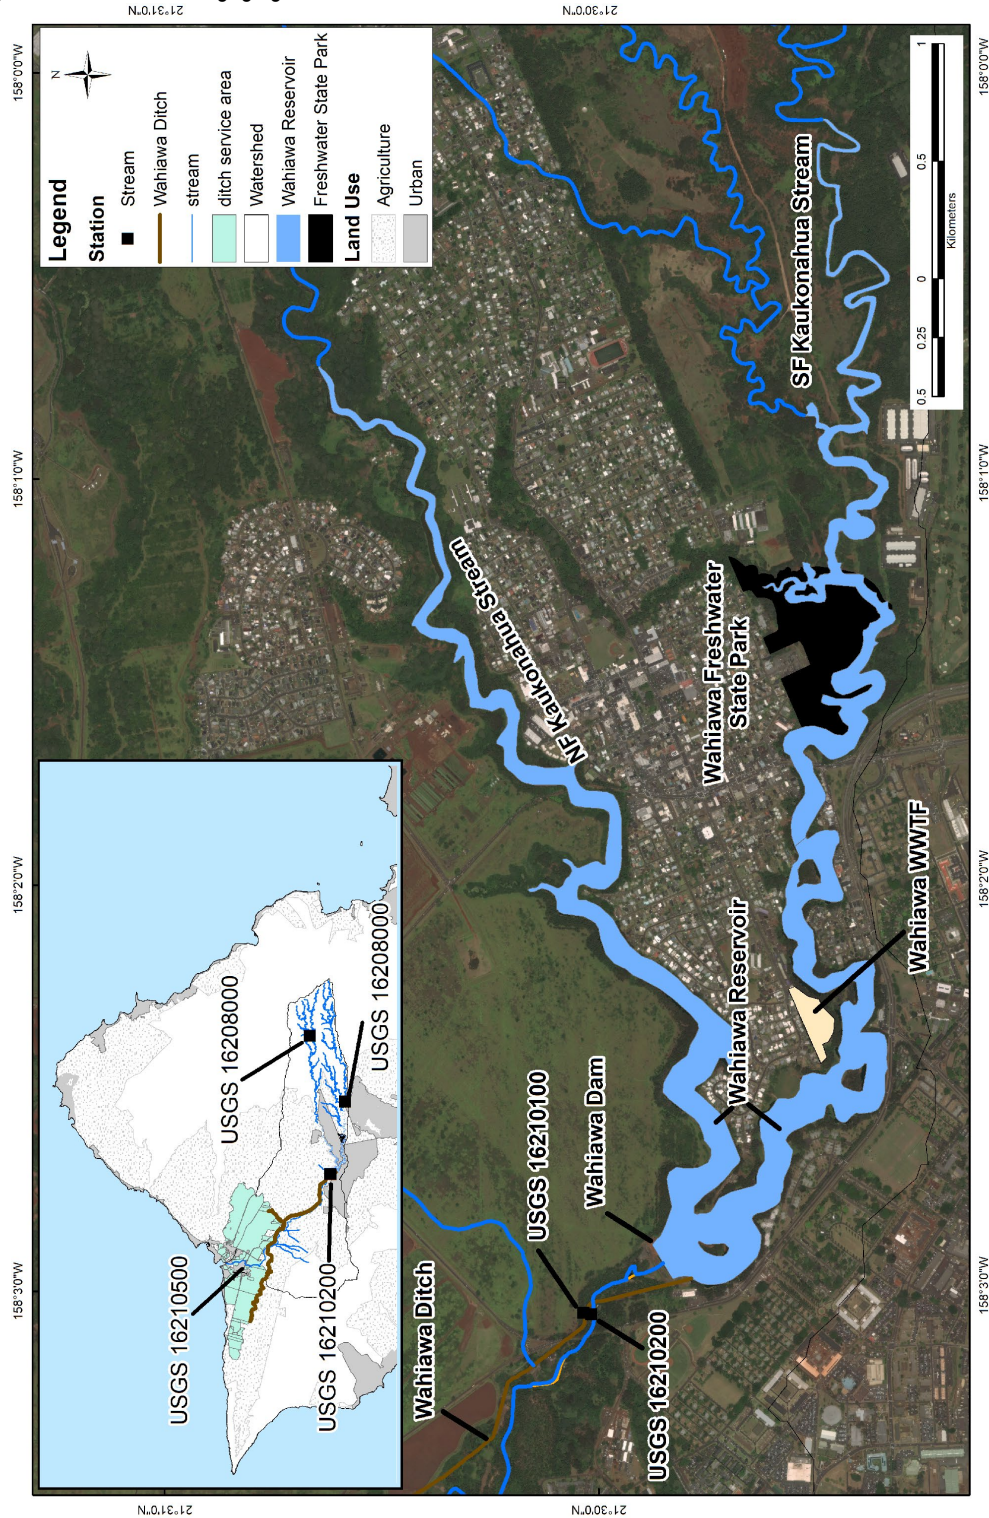 Legend
Station
Stream
Wahiawa Ditch
stream
ditch service area
Watershed
Wahiawa Reservoir
Freshwater State Park
Land Use
Agriculture
Urban
N
158°0'0"W
158°1'0"W
158°2'0"W
158°3'0"W
158°0'0"W
158°1'0"W
158°2'0"W
158°3'0"W
21°31'0"N
21°30'0"N
21°31'0"N
21°30'0"N
USGS 16210500
USGS 16210200
USGS 16208000
USGS 16208000
Wahiawa Ditch
USGS 16210100
Wahiawa Dam
USGS 16210200
Wahiawa Reservoir
NF Kaukonahua Stream
Wahiawa Freshwater
State Park
Wahiawa WWTF
SF Kaukonahua Stream
0.5
0.25
0
0.5
1
Kilometers